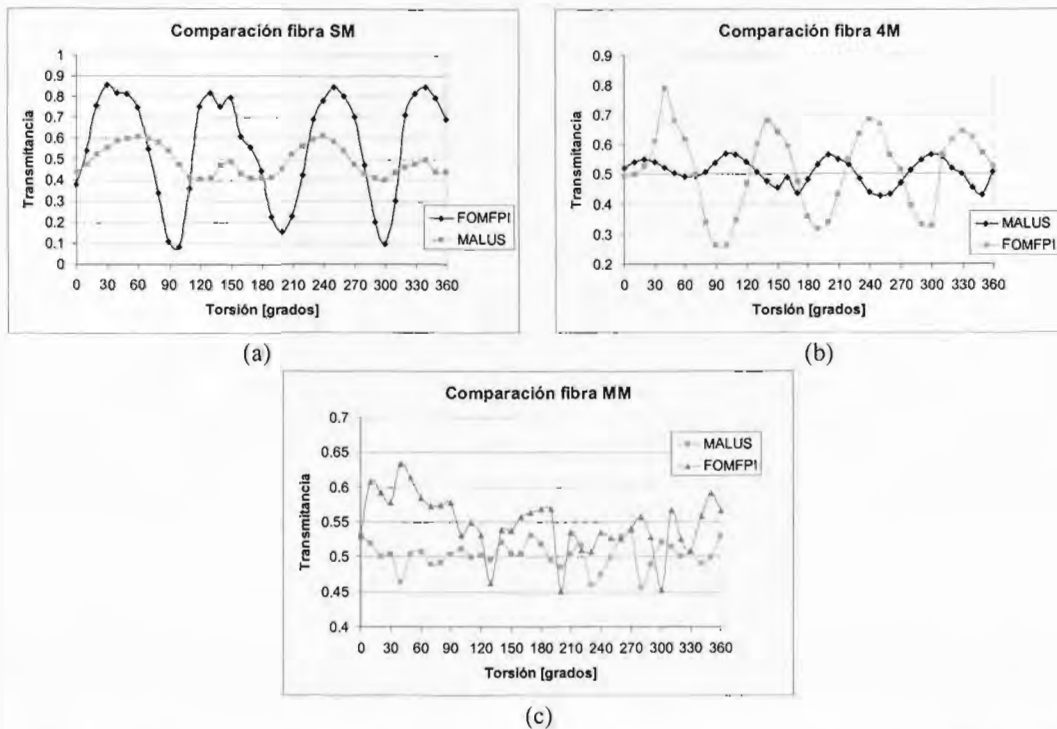 Comparación fibra SM
Transmitancia
1
0.9
0.8
0.7
0.6
0.5
0.4
0.3
0.2
0.1
0
0 30 60 90 120 150 180 210 240 270 300 330 360
Torsión [grados]
FOMFPI
MALUS
(a)
Comparación fibra 4M
Transmitancia
0.9
0.8
0.7
0.6
0.5
0.4
0.3
0.2
0 30 60 90 120 150 180 210 240 270 300 330 360
Torsión [grados]
MALUS
FOMFPI
(b)
Comparación fibra MM
Transmitancia
0.7
0.65
0.6
0.55
0.5
0.45
0.4
0 30 60 90 120 150 180 210 240 270 300 330 360
Torsión [grados]
MALUS
FOMFPI
(c)